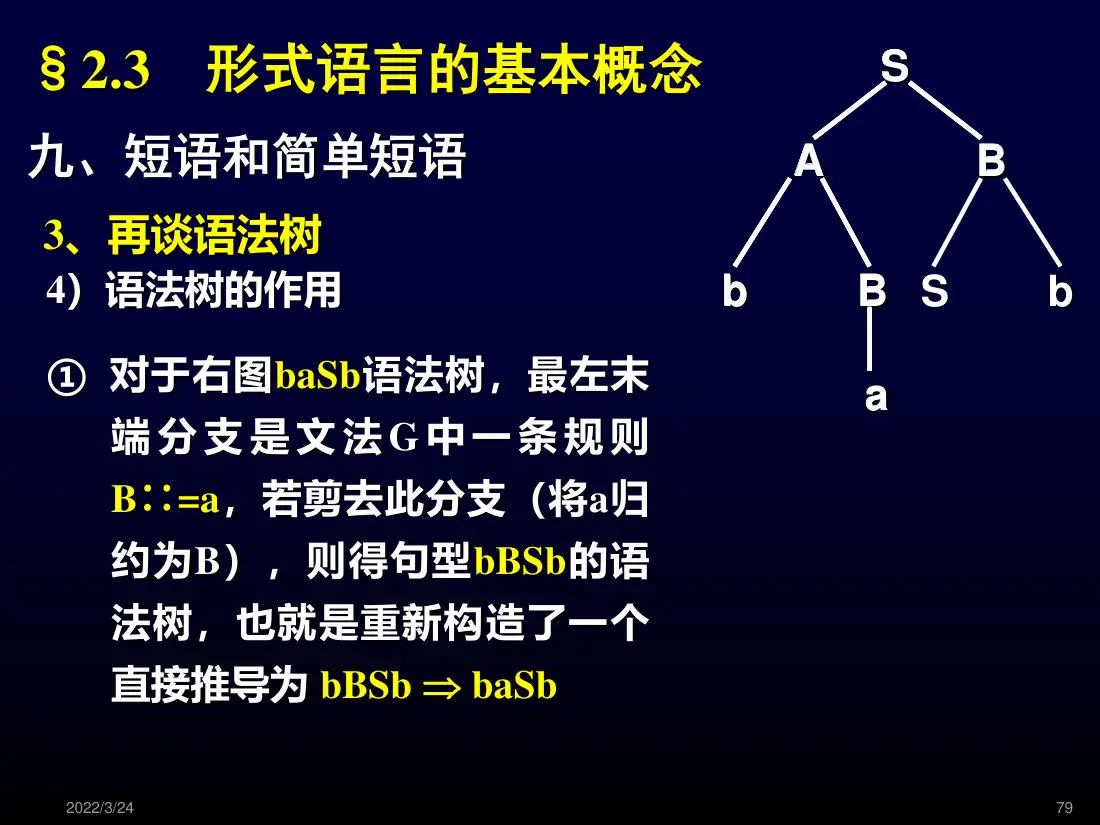 §2.3 形式语言的基本概念
九、短语和简单短语
3、再谈语法树
4）语法树的作用
① 对于右图baSb语法树，最左末
端分支是文法G中一条规则
B∷=a，若剪去此分支（将a归
约为B），则得句型bBSb的语
法树，也就是重新构造了一个
直接推导为 bBSb ⇒ baSb
S
A B
b B S b
a
2022/3/24
79